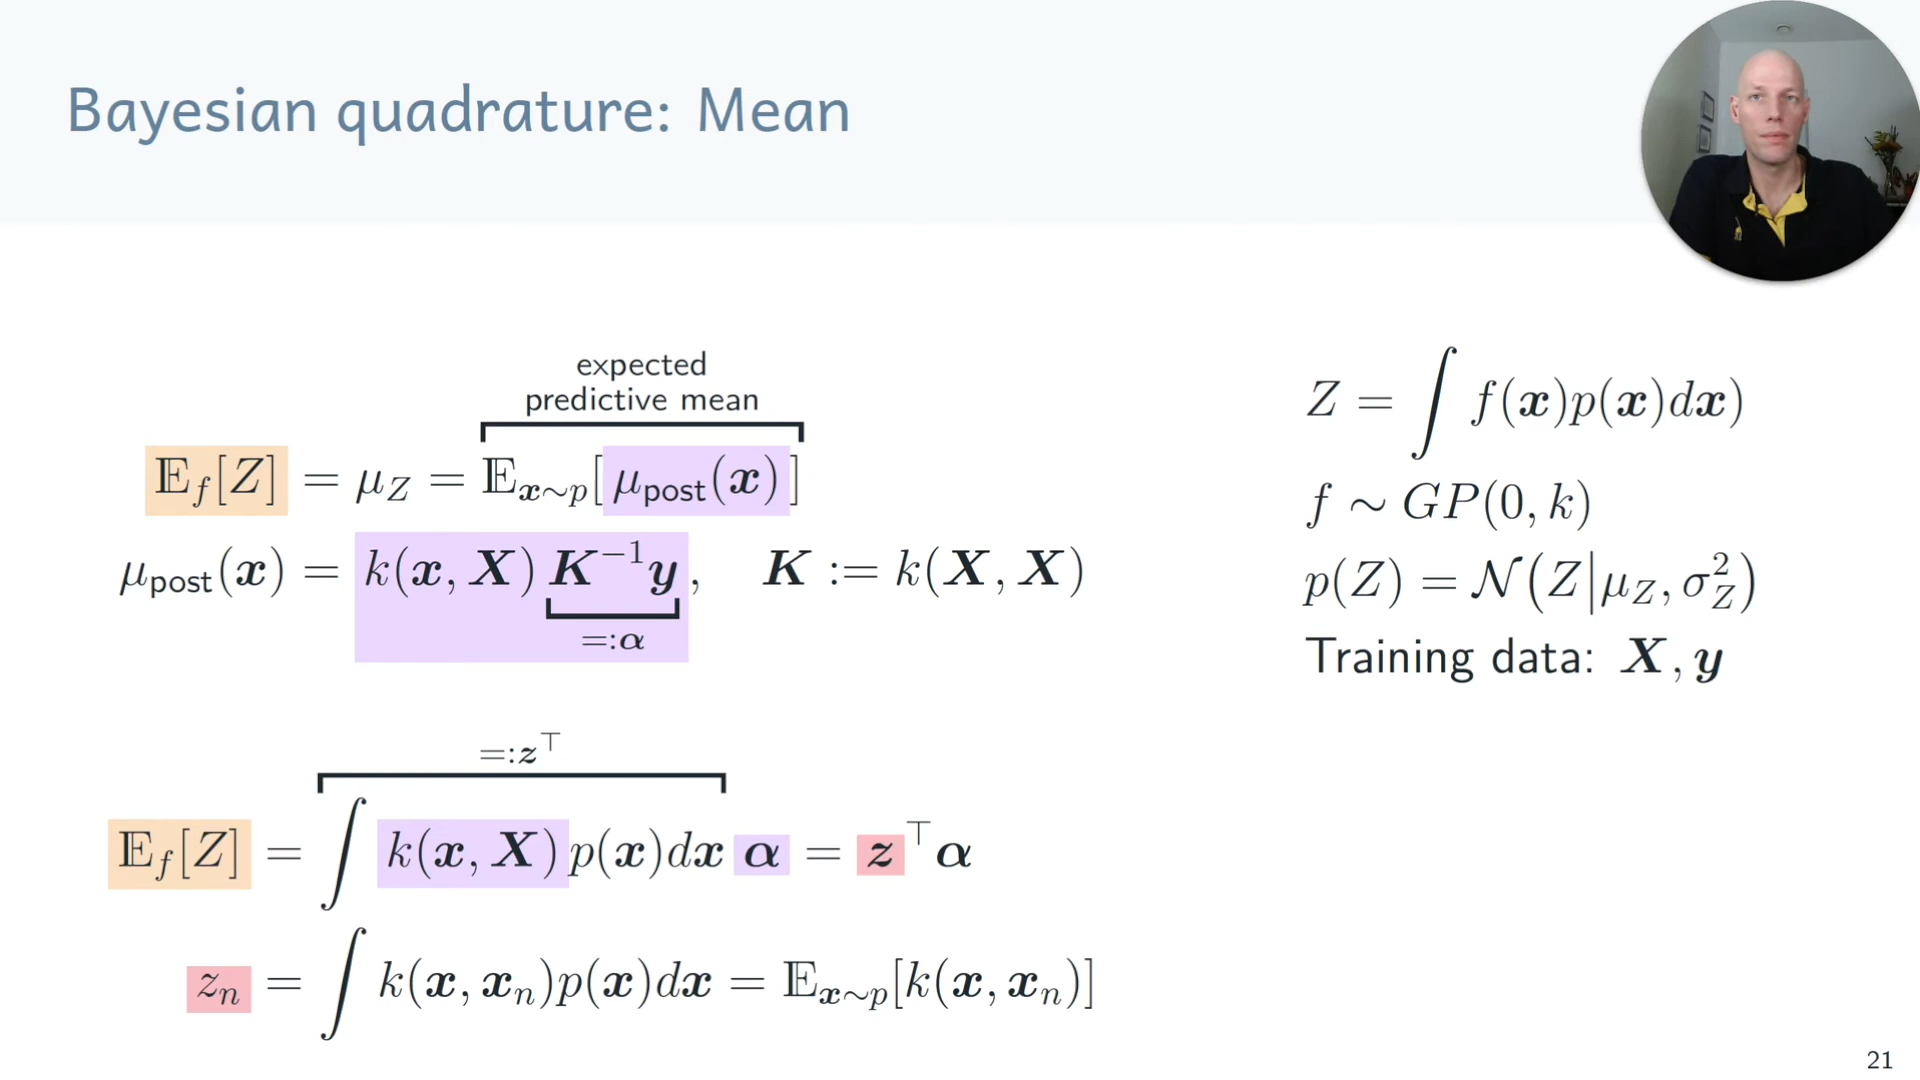 Bayesian quadrature: Mean
expected
predictive mean
𝔼_f[Z] = μ_Z = 𝔼_{𝒙∼p}[μ_post(𝒙)]
μ_post(𝒙) = k(𝒙, 𝑿) 𝑲⁻¹𝒚, 𝑲 := k(𝑿, 𝑿)
=:𝜶
=:𝒛^⊤
𝔼_f[Z] = ∫ k(𝒙, 𝑿)p(𝒙)d𝒙 𝜶 = 𝒛^⊤𝜶
z_n = ∫ k(𝒙, 𝒙_n)p(𝒙)d𝒙 = 𝔼_{𝒙∼p}[k(𝒙, 𝒙_n)]
Z = ∫ f(𝒙)p(𝒙)d𝒙)
f ∼ GP(0, k)
p(Z) = 𝒩(Z|μ_Z, σ_Z^2)
Training data: 𝑿, 𝒚
21